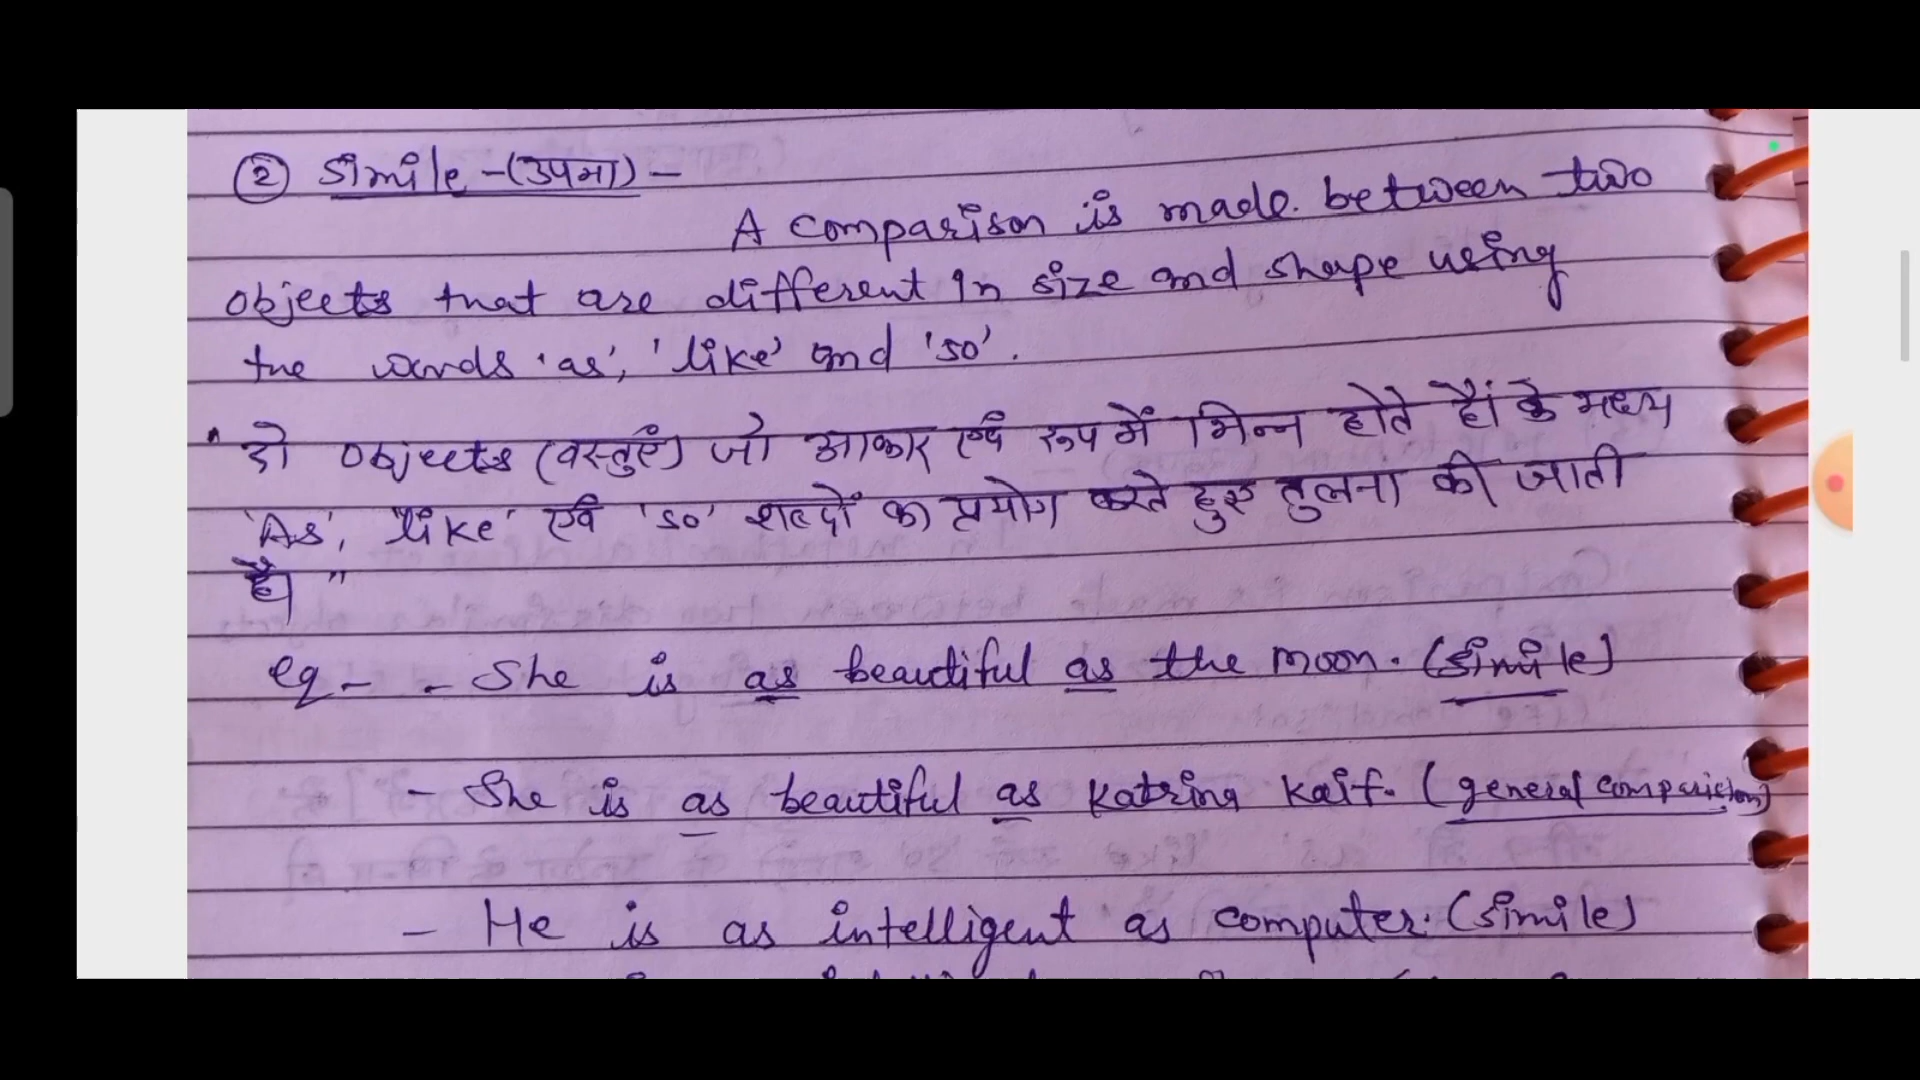 ② Simile -(उपमा) -
A comparison is made between two
objects that are different in size and shape using
the words 'as', 'like' and 'so'.
" दो objects (वस्तुएँ) जो आकार एवं रूप में भिन्न होते हैं। के मध्य
'As', 'like' एवं 'so' शब्दों का प्रयोग करते हुए तुलना की जाती
है। "
eg - - She is as beautiful as the moon. (Simile)
- She is as beautiful as Katrina Kaif. (general comparision)
- He is as intelligent as computer. (Simile)